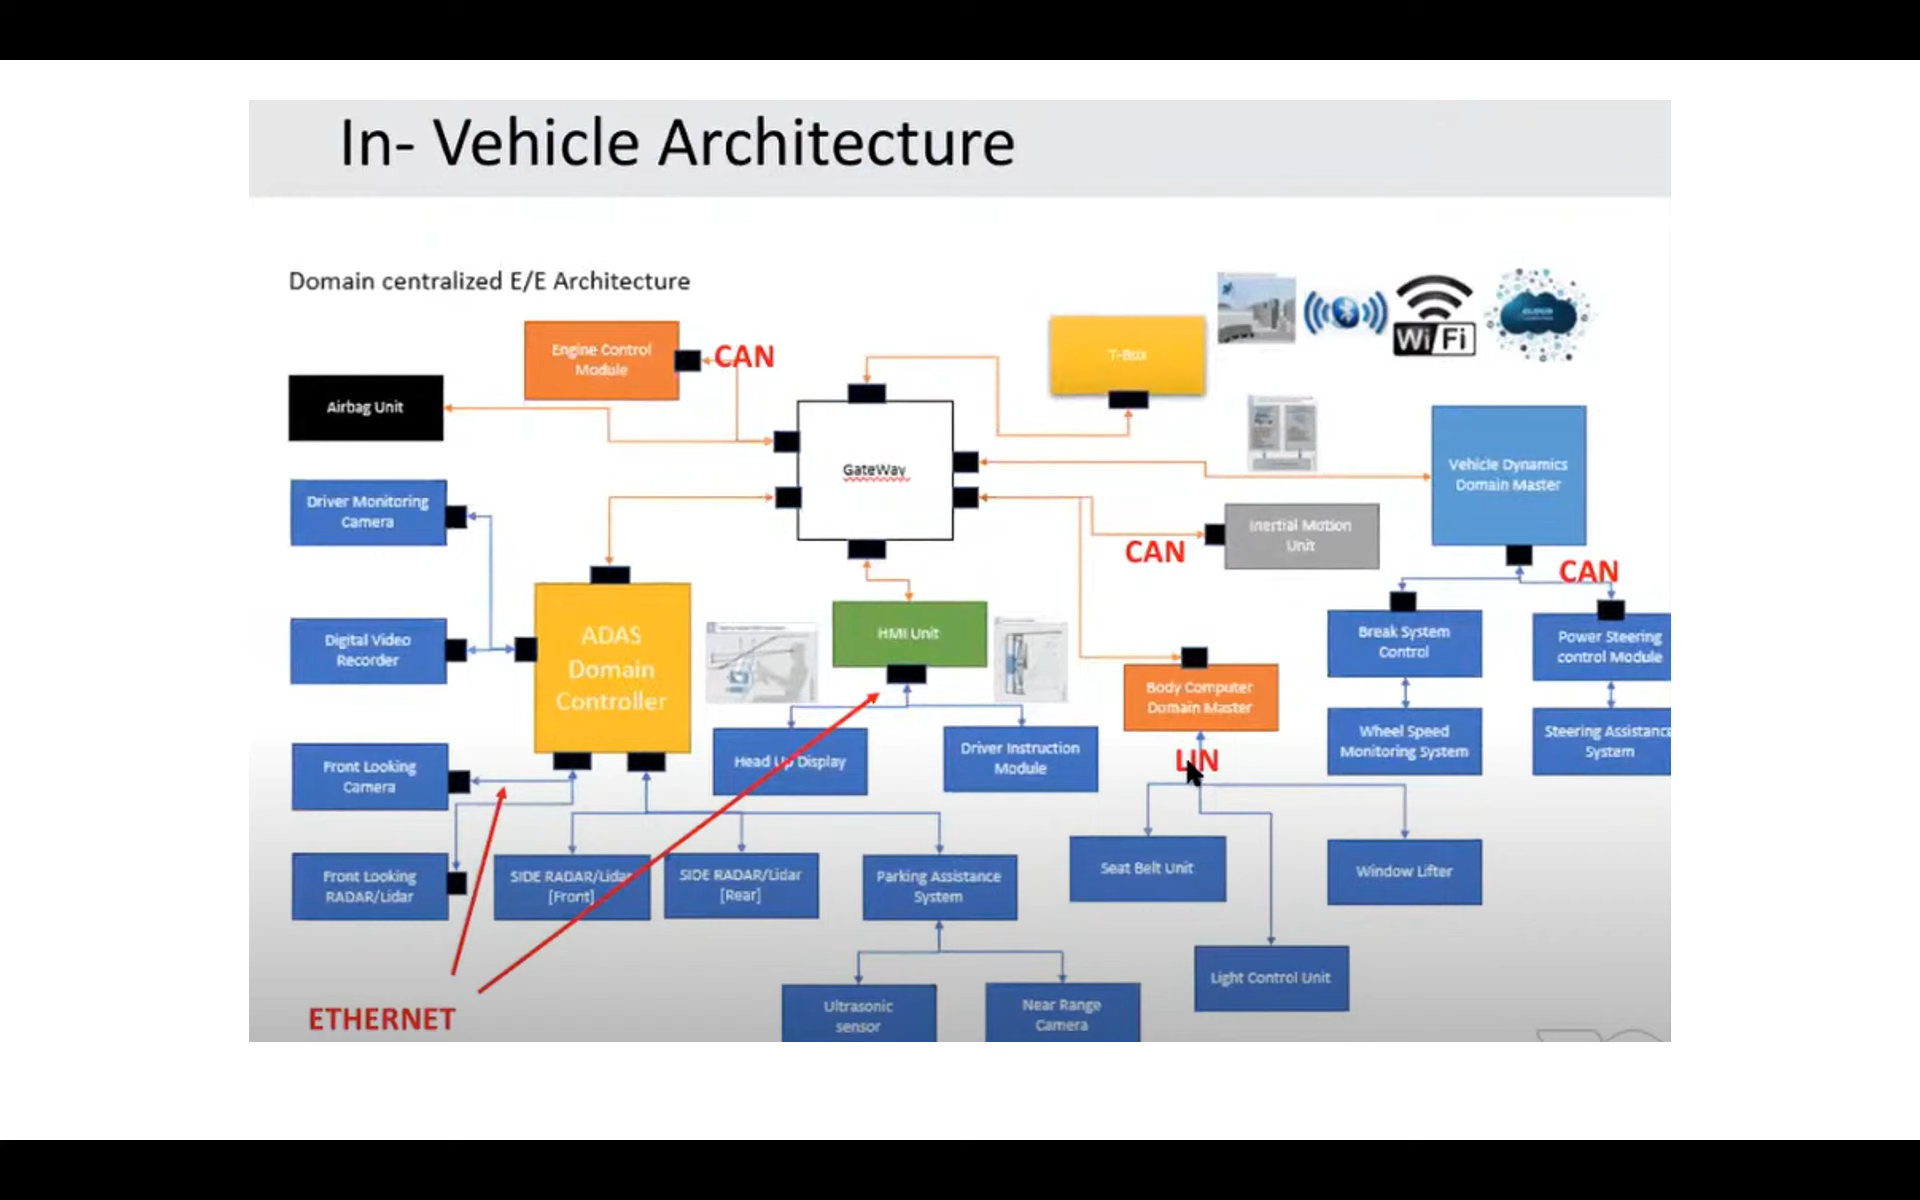 In- Vehicle Architecture
Domain centralized E/E Architecture
Engine Control
Module
CAN
Airbag Unit
T-Box
WiFi
CLOUD
GateWay
Vehicle Dynamics
Domain Master
Driver Monitoring
Camera
Inertial Motion
Unit
CAN
CAN
Digital Video
Recorder
ADAS
Domain
Controller
HMI Unit
Break System
Control
Power Steering
control Module
Body Computer
Domain Master
Wheel Speed
Monitoring System
Steering Assistance
System
Head Up Display
Driver Instruction
Module
LIN
Front Looking
Camera
Front Looking
RADAR/Lidar
SIDE RADAR/Lidar
[Front]
SIDE RADAR/Lidar
[Rear]
Parking Assistance
System
Seat Belt Unit
Window Lifter
Light Control Unit
Ultrasonic
sensor
Near Range
Camera
ETHERNET